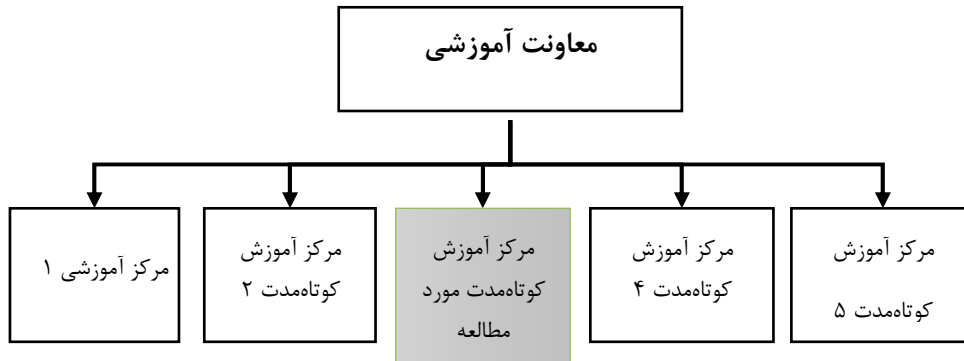 معاونت آموزشی
مرکز آموزش
کوتاه‌مدت ۵
مرکز آموزش
کوتاه‌مدت ۴
مرکز آموزش
کوتاه‌مدت مورد
مطالعه
مرکز آموزش
کوتاه‌مدت ۲
مرکز آموزشی ۱